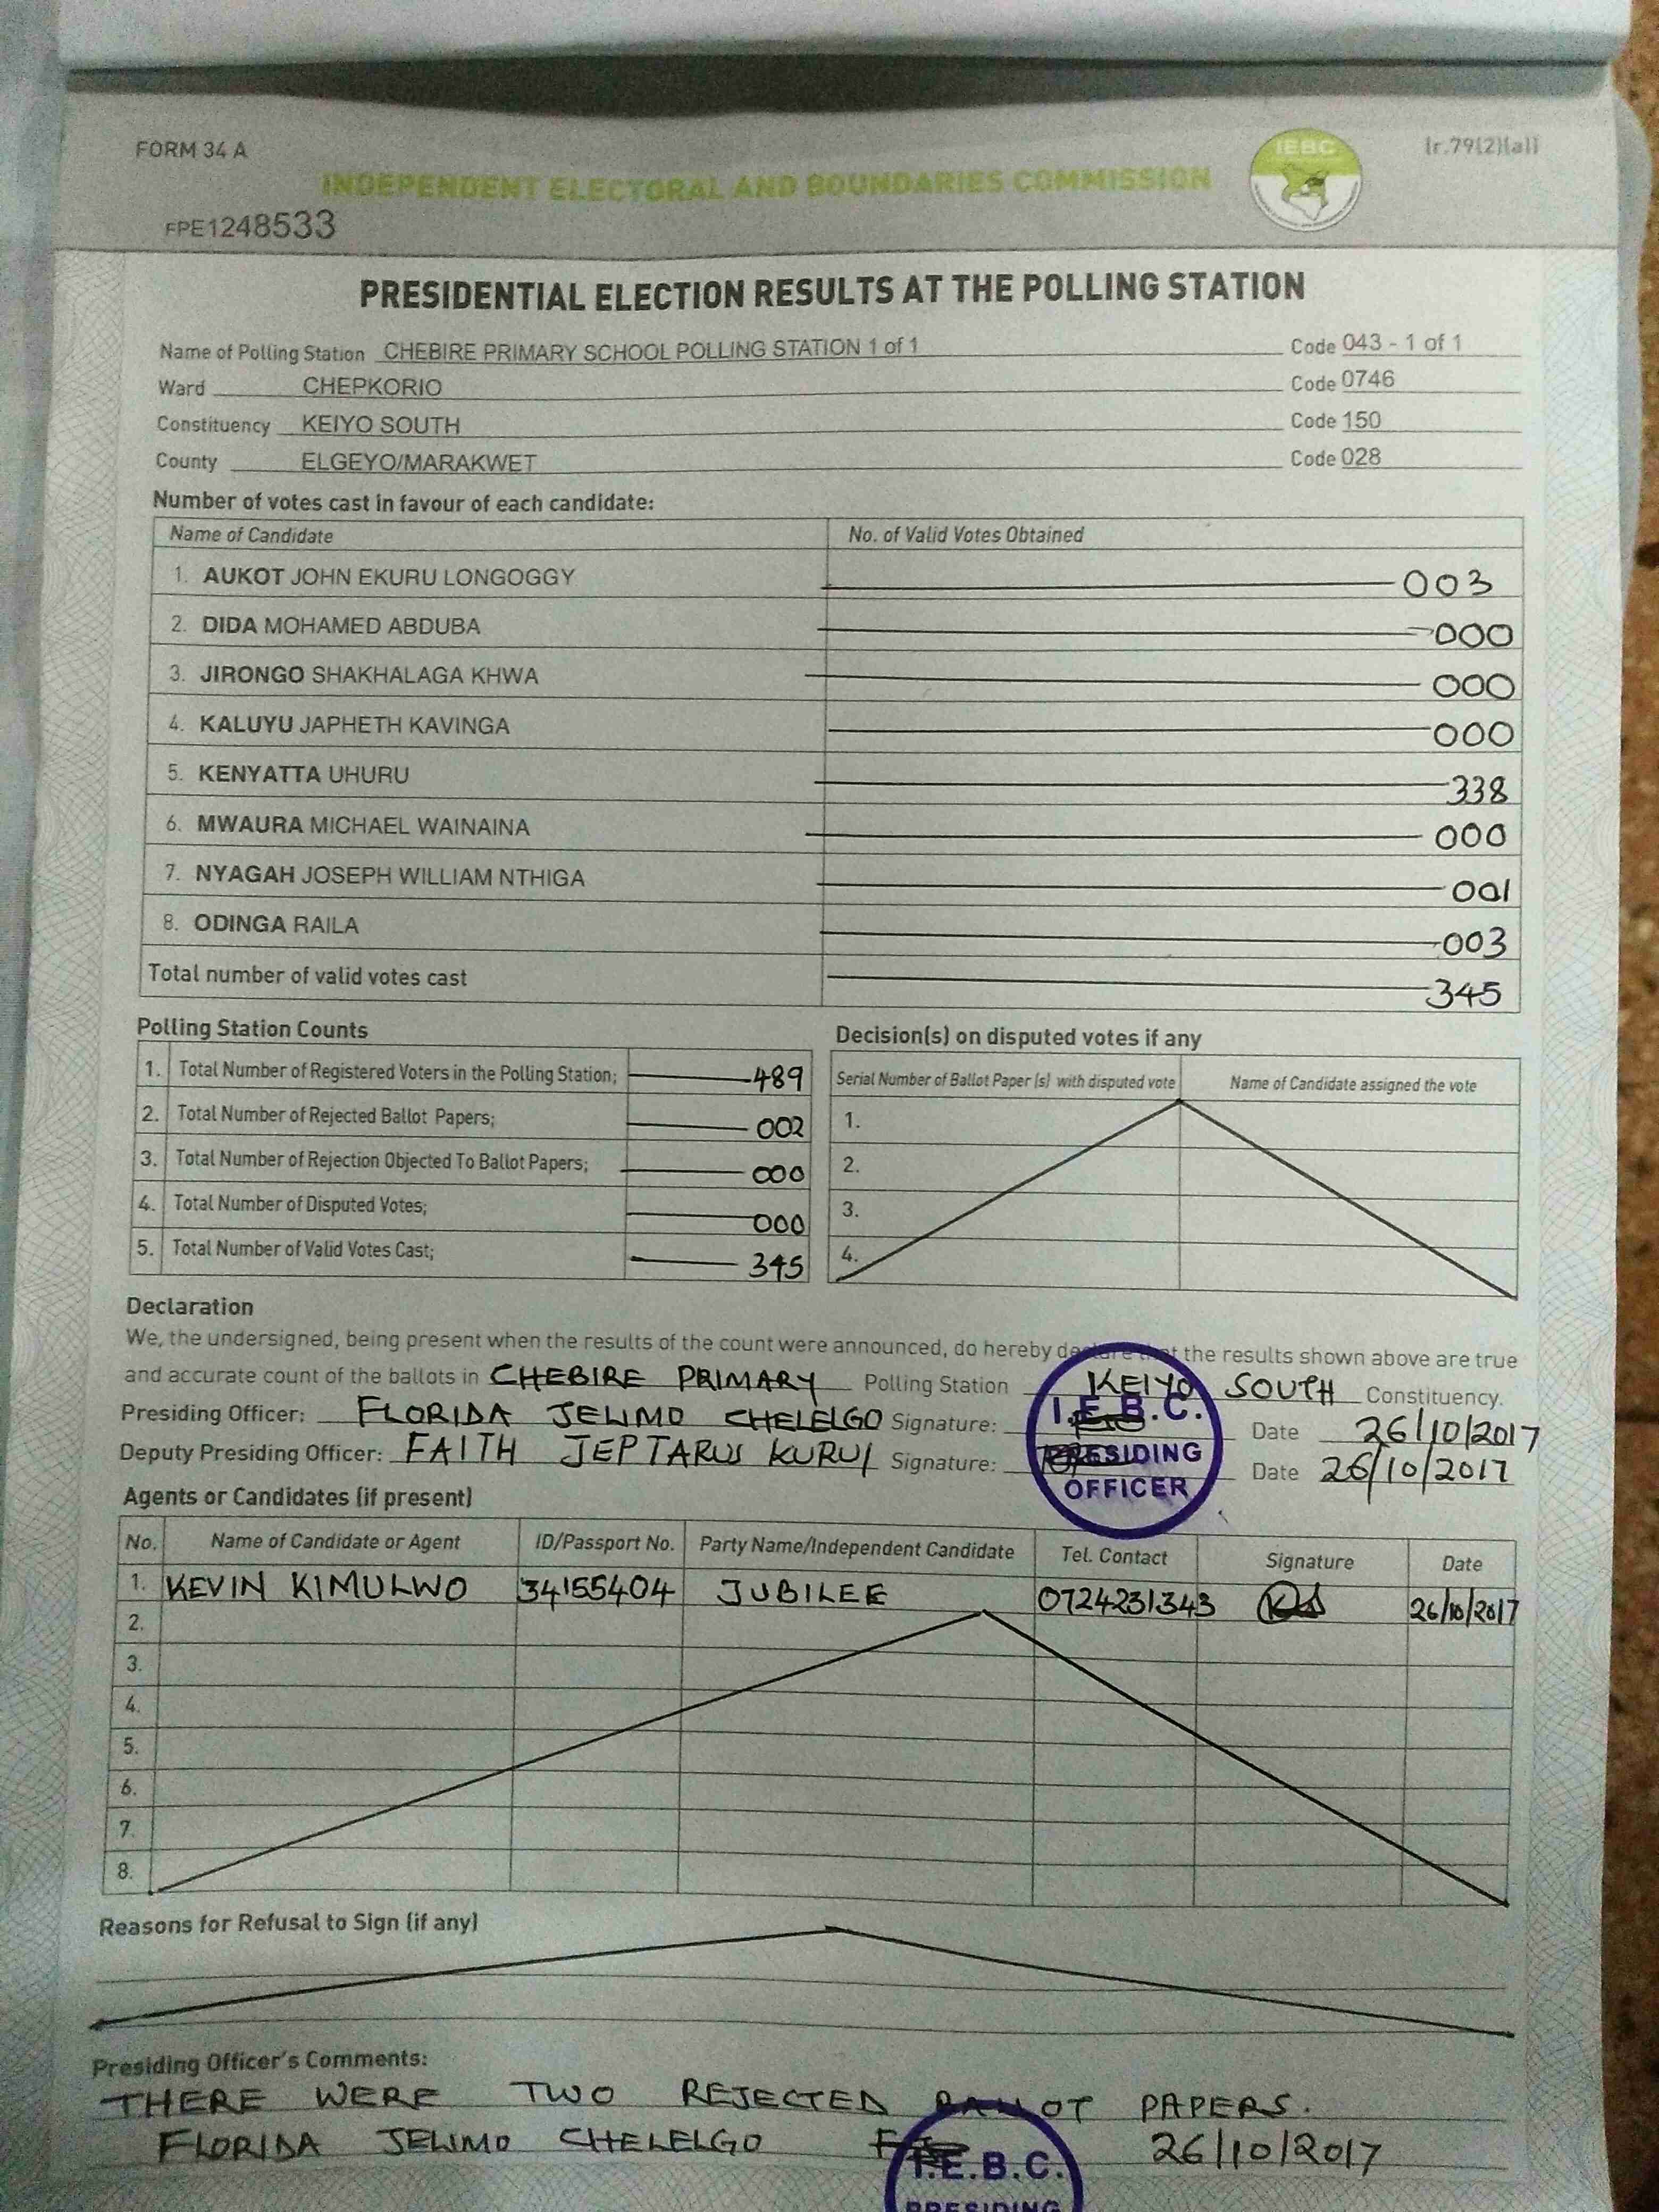 FORM 34 A
IEBC
[r.79(2)(a)]
INDEPENDENT ELECTORAL AND BOUNDARIES COMMISSION
FPE1248533
PRESIDENTIAL ELECTION RESULTS AT THE POLLING STATION
Name of Polling Station CHEBIRE PRIMARY SCHOOL POLLING STATION 1 of 1 Code 043 - 1 of 1
Ward CHEPKORIO Code 0746
Constituency KEIYO SOUTH Code 150
County ELGEYO/MARAKWET Code 028
Number of votes cast in favour of each candidate:
Name of Candidate No. of Valid Votes Obtained
1. AUKOT JOHN EKURU LONGOGGY 003
2. DIDA MOHAMED ABDUBA 000
3. JIRONGO SHAKHALAGA KHWA 000
4. KALUYU JAPHETH KAVINGA 000
5. KENYATTA UHURU 338
6. MWAURA MICHAEL WAINAINA 000
7. NYAGAH JOSEPH WILLIAM NTHIGA 001
8. ODINGA RAILA 003
Total number of valid votes cast 345
Polling Station Counts
1. Total Number of Registered Voters in the Polling Station; 489
2. Total Number of Rejected Ballot Papers; 002
3. Total Number of Rejection Objected To Ballot Papers; 000
4. Total Number of Disputed Votes; 000
5. Total Number of Valid Votes Cast; 345
Decision(s) on disputed votes if any
Serial Number of Ballot Paper (s) with disputed vote Name of Candidate assigned the vote
1.
2.
3.
4.
Declaration
We, the undersigned, being present when the results of the count were announced, do hereby declare that the results shown above are true
and accurate count of the ballots in CHEBIRE PRIMARY Polling Station KEIYO SOUTH Constituency.
Presiding Officer: FLORIDA JELIMO CHELELGO Signature: Date 26/10/2017
Deputy Presiding Officer: FAITH JEPTARUS KURUI Signature: Date 26/10/2017
I.E.B.C.
PRESIDING
OFFICER
Agents or Candidates (if present)
No. Name of Candidate or Agent ID/Passport No. Party Name/Independent Candidate Tel. Contact Signature Date
1. KEVIN KIMULWO 34155404 JUBILEE 0724231343 26/10/2017
2.
3.
4.
5.
6.
7.
8.
Reasons for Refusal to Sign (if any)
Presiding Officer's Comments:
THERE WERE TWO REJECTED BALLOT PAPERS.
FLORIDA JELIMO CHELELGO 26/10/2017
I.E.B.C.
PRESIDING